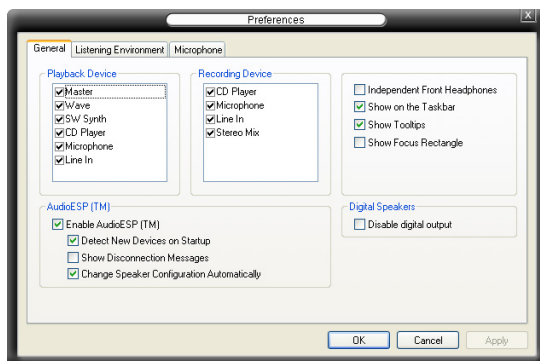 Preferences
X
General Listening Environment Microphone
Playback Device
Master
Wave
SW Synth
CD Player
Microphone
Line In
Recording Device
CD Player
Microphone
Line In
Stereo Mix
Independent Front Headphones
Show on the Taskbar
Show Tooltips
Show Focus Rectangle
AudioESP (TM)
Enable AudioESP (TM)
Detect New Devices on Startup
Show Disconnection Messages
Change Speaker Configuration Automatically
Digital Speakers
Disable digital output
OK Cancel Apply